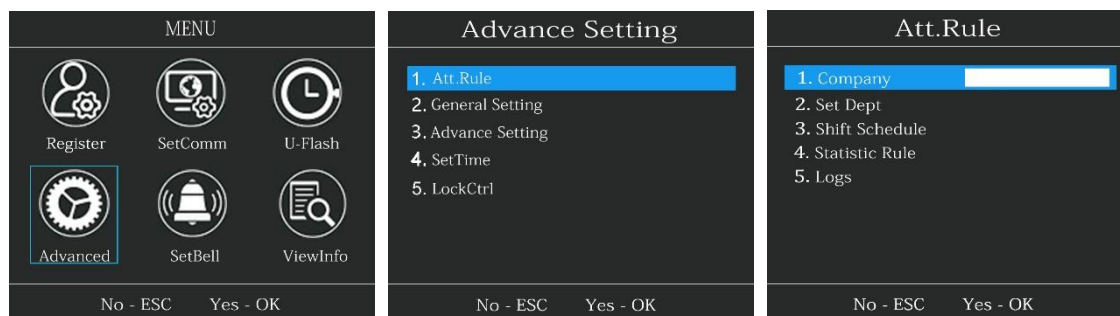 MENU
Register SetComm U-Flash
Advanced SetBell ViewInfo
No - ESC Yes - OK
Advance Setting
1. Att.Rule
2. General Setting
3. Advance Setting
4. SetTime
5. LockCtrl
No - ESC Yes - OK
Att.Rule
1. Company
2. Set Dept
3. Shift Schedule
4. Statistic Rule
5. Logs
No - ESC Yes - OK